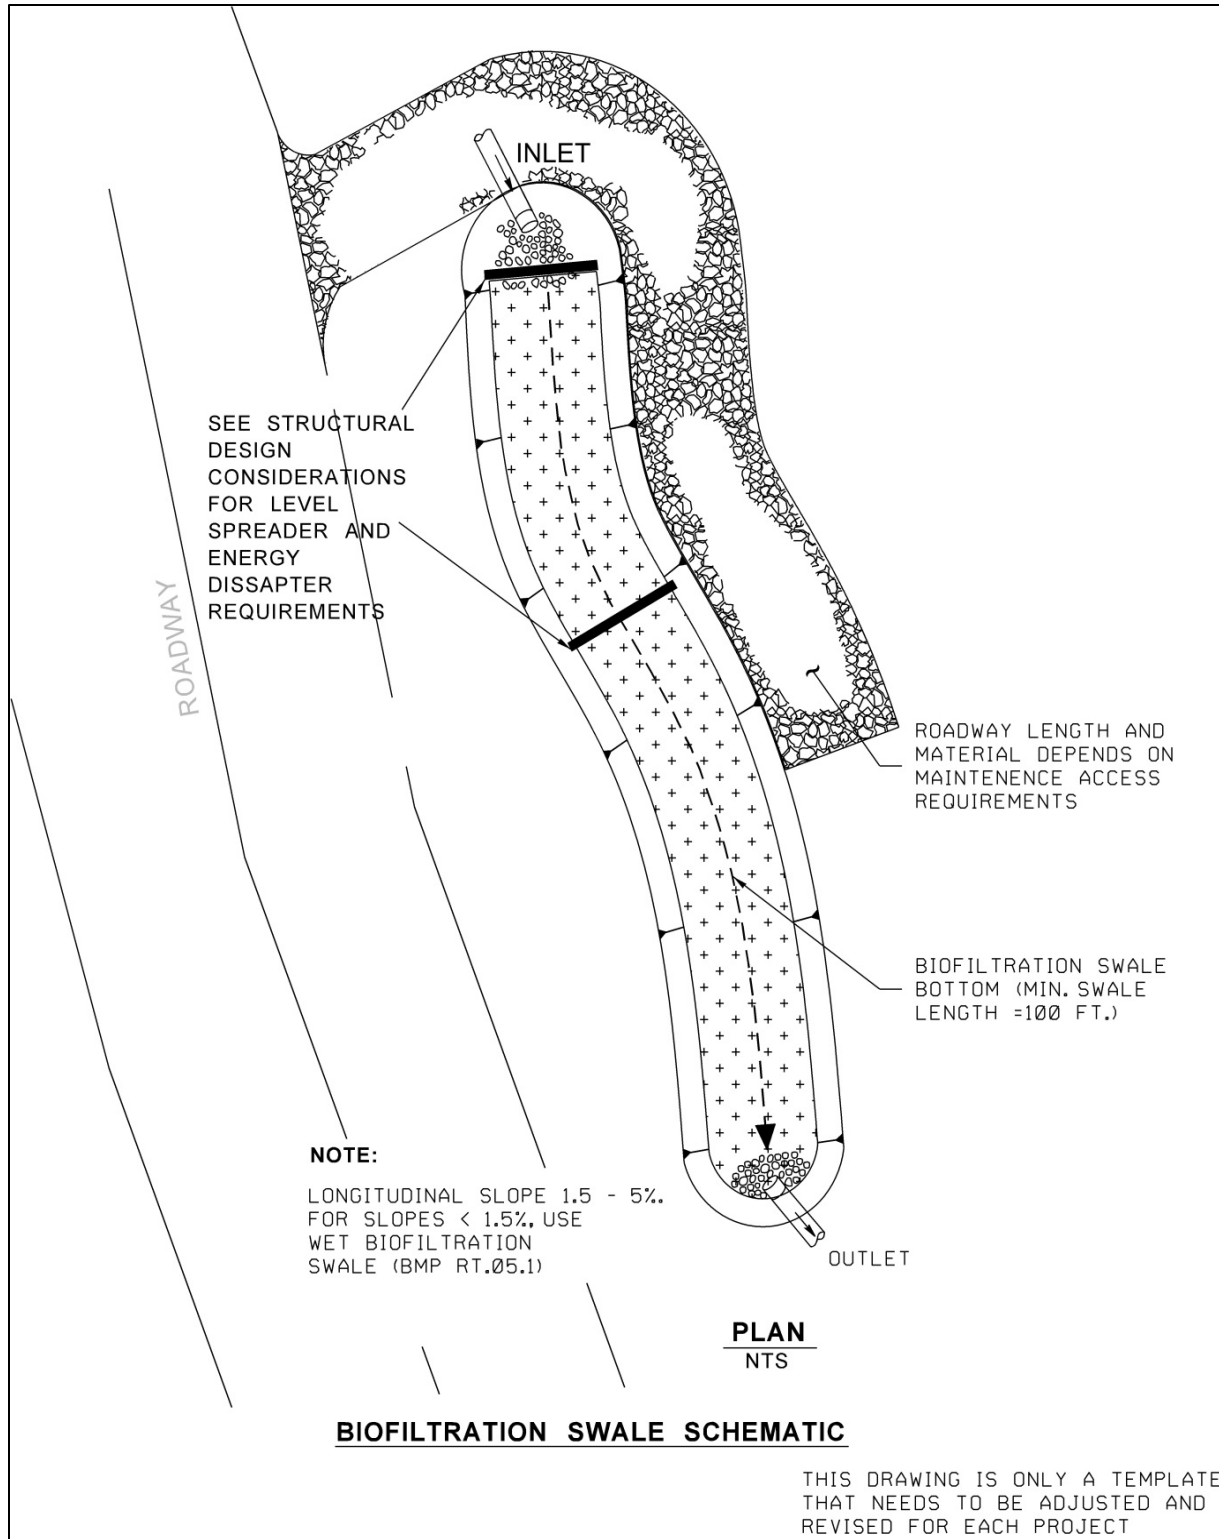 INLET
SEE STRUCTURAL
DESIGN
CONSIDERATIONS
FOR LEVEL
SPREADER AND
ENERGY
DISSAPTER
REQUIREMENTS
ROADWAY
ROADWAY LENGTH AND
MATERIAL DEPENDS ON
MAINTENENCE ACCESS
REQUIREMENTS
BIOFILTRATION SWALE
BOTTOM (MIN. SWALE
LENGTH =100 FT.)
NOTE:
LONGITUDINAL SLOPE 1.5 - 5%.
FOR SLOPES < 1.5%, USE
WET BIOFILTRATION
SWALE (BMP RT.05.1)
OUTLET
PLAN
NTS
BIOFILTRATION SWALE SCHEMATIC
THIS DRAWING IS ONLY A TEMPLATE
THAT NEEDS TO BE ADJUSTED AND
REVISED FOR EACH PROJECT